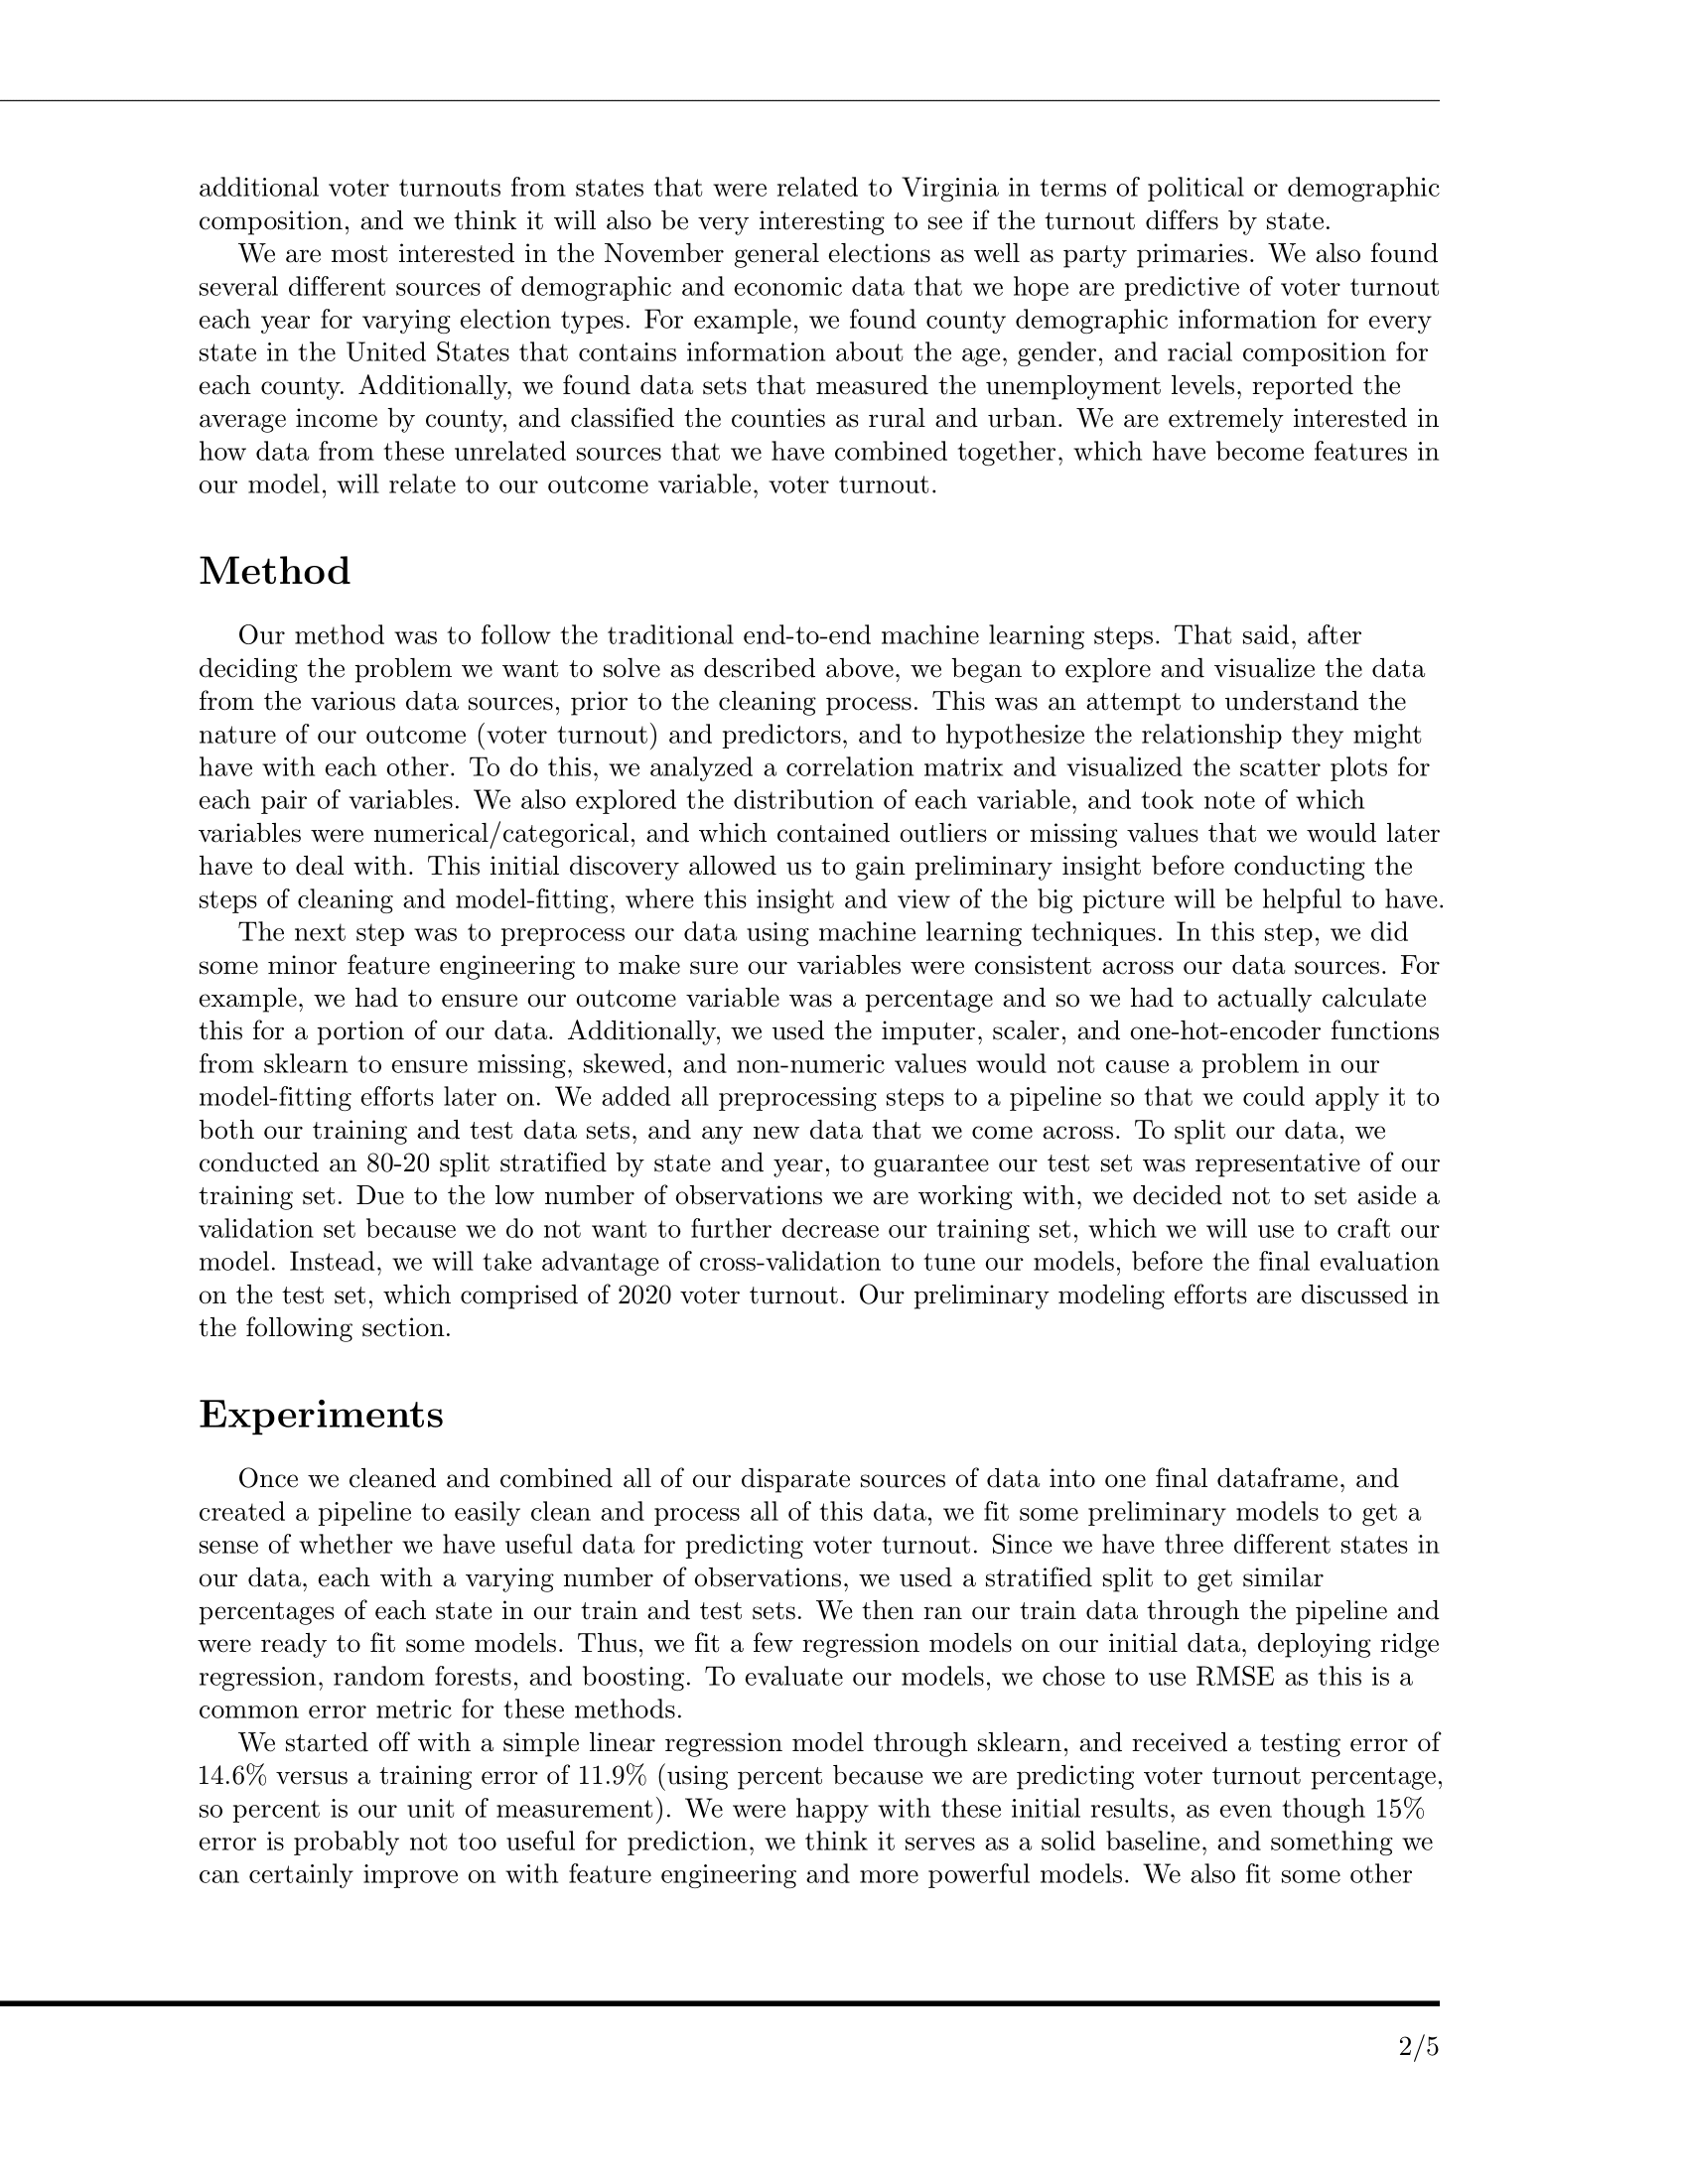 additional voter turnouts from states that were related to Virginia in terms of political or demographic
composition, and we think it will also be very interesting to see if the turnout differs by state.
We are most interested in the November general elections as well as party primaries. We also found
several different sources of demographic and economic data that we hope are predictive of voter turnout
each year for varying election types. For example, we found county demographic information for every
state in the United States that contains information about the age, gender, and racial composition for
each county. Additionally, we found data sets that measured the unemployment levels, reported the
average income by county, and classified the counties as rural and urban. We are extremely interested in
how data from these unrelated sources that we have combined together, which have become features in
our model, will relate to our outcome variable, voter turnout.
Method
Our method was to follow the traditional end-to-end machine learning steps. That said, after
deciding the problem we want to solve as described above, we began to explore and visualize the data
from the various data sources, prior to the cleaning process. This was an attempt to understand the
nature of our outcome (voter turnout) and predictors, and to hypothesize the relationship they might
have with each other. To do this, we analyzed a correlation matrix and visualized the scatter plots for
each pair of variables. We also explored the distribution of each variable, and took note of which
variables were numerical/categorical, and which contained outliers or missing values that we would later
have to deal with. This initial discovery allowed us to gain preliminary insight before conducting the
steps of cleaning and model-fitting, where this insight and view of the big picture will be helpful to have.
The next step was to preprocess our data using machine learning techniques. In this step, we did
some minor feature engineering to make sure our variables were consistent across our data sources. For
example, we had to ensure our outcome variable was a percentage and so we had to actually calculate
this for a portion of our data. Additionally, we used the imputer, scaler, and one-hot-encoder functions
from sklearn to ensure missing, skewed, and non-numeric values would not cause a problem in our
model-fitting efforts later on. We added all preprocessing steps to a pipeline so that we could apply it to
both our training and test data sets, and any new data that we come across. To split our data, we
conducted an 80-20 split stratified by state and year, to guarantee our test set was representative of our
training set. Due to the low number of observations we are working with, we decided not to set aside a
validation set because we do not want to further decrease our training set, which we will use to craft our
model. Instead, we will take advantage of cross-validation to tune our models, before the final evaluation
on the test set, which comprised of 2020 voter turnout. Our preliminary modeling efforts are discussed in
the following section.
Experiments
Once we cleaned and combined all of our disparate sources of data into one final dataframe, and
created a pipeline to easily clean and process all of this data, we fit some preliminary models to get a
sense of whether we have useful data for predicting voter turnout. Since we have three different states in
our data, each with a varying number of observations, we used a stratified split to get similar
percentages of each state in our train and test sets. We then ran our train data through the pipeline and
were ready to fit some models. Thus, we fit a few regression models on our initial data, deploying ridge
regression, random forests, and boosting. To evaluate our models, we chose to use RMSE as this is a
common error metric for these methods.
We started off with a simple linear regression model through sklearn, and received a testing error of
14.6% versus a training error of 11.9% (using percent because we are predicting voter turnout percentage,
so percent is our unit of measurement). We were happy with these initial results, as even though 15%
error is probably not too useful for prediction, we think it serves as a solid baseline, and something we
can certainly improve on with feature engineering and more powerful models. We also fit some other
2/5